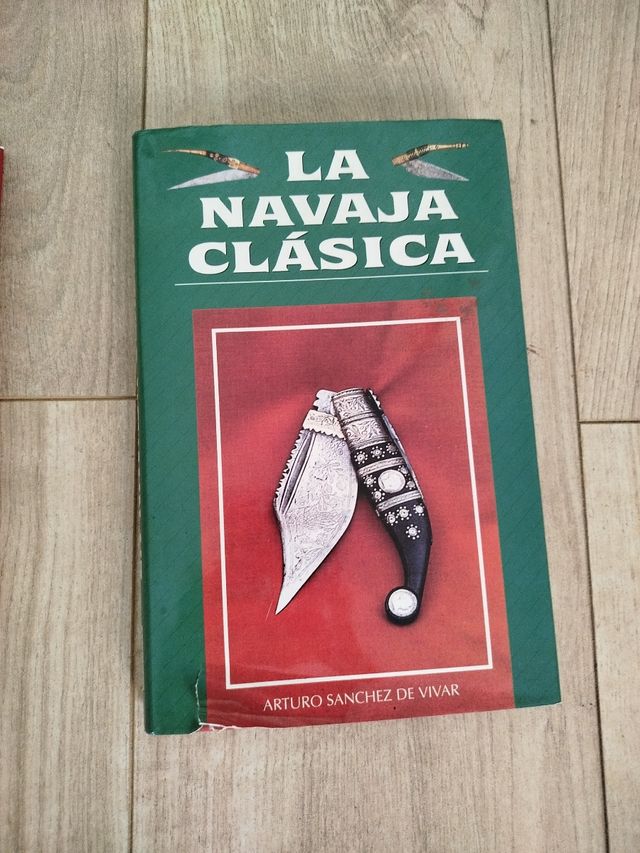 LA
NAVAJA
CLÁSICA
ARTURO SANCHEZ DE VIVAR